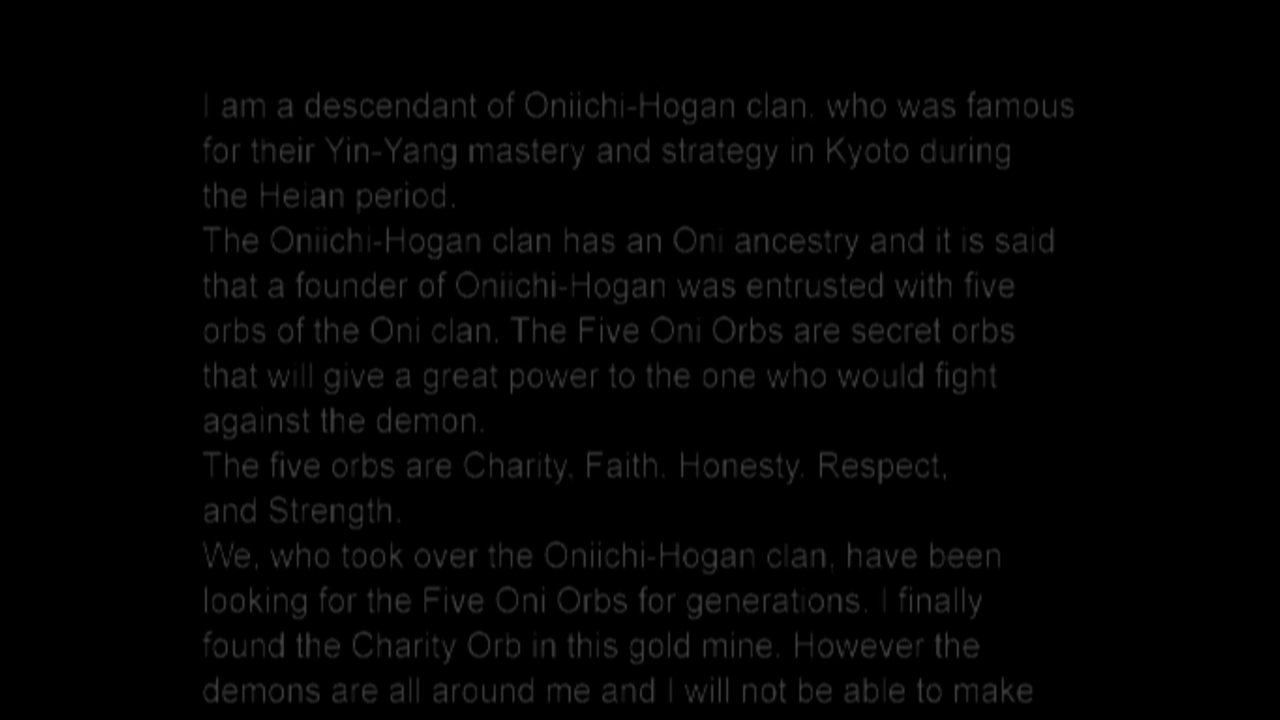 I am a descendant of Oniichi-Hogan clan. who was famous
for their Yin-Yang mastery and strategy in Kyoto during
the Heian period.
The Oniichi-Hogan clan has an Oni ancestry and it is said
that a founder of Oniichi-Hogan was entrusted with five
orbs of the Oni clan. The Five Oni Orbs are secret orbs
that will give a great power to the one who would fight
against the demon.
The five orbs are Charity. Faith. Honesty. Respect,
and Strength.
We, who took over the Oniichi-Hogan clan, have been
looking for the Five Oni Orbs for generations. I finally
found the Charity Orb in this gold mine. However the
demons are all around me and I will not be able to make